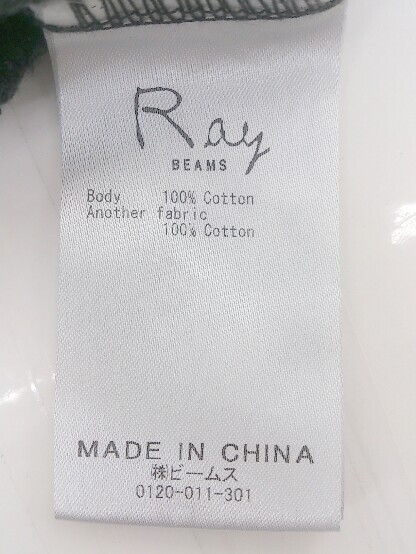 Ray
BEAMS
Body 100% Cotton
Another fabric
100% Cotton
MADE IN CHINA
㈱ビームス
0120-011-301